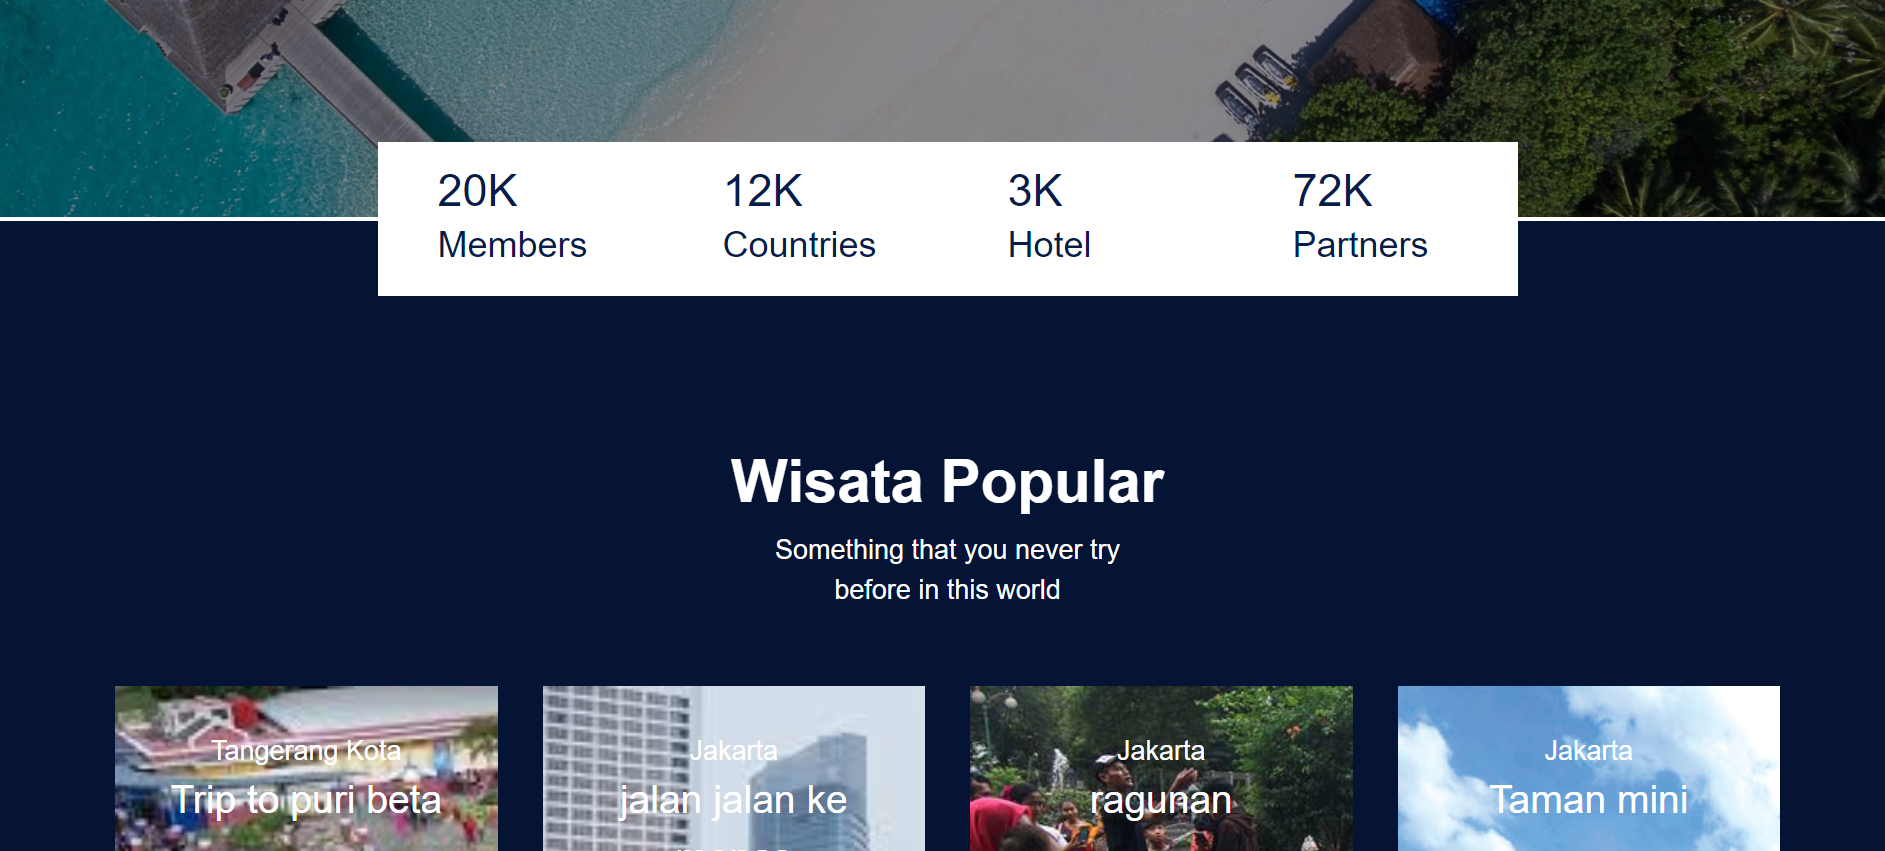 20K
Members
12K
Countries
3K
Hotel
72K
Partners
Wisata Popular
Something that you never try
before in this world
Tangerang Kota
Trip to puri beta
Jakarta
jalan jalan ke
Jakarta
ragunan
Jakarta
Taman mini